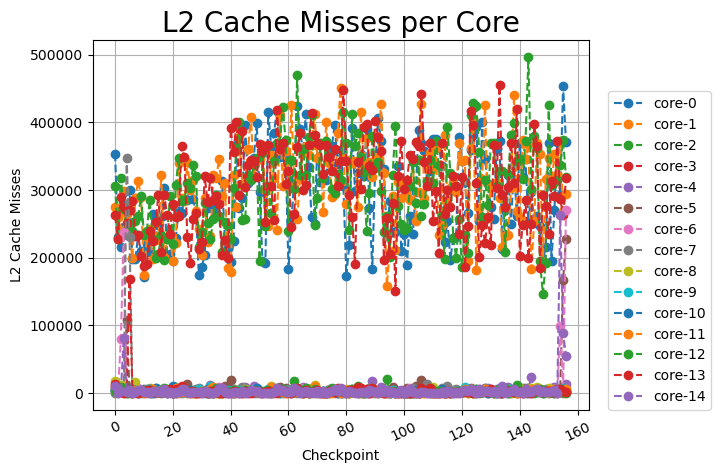 L2 Cache Misses per Core
500000
400000
300000
200000
100000
0
L2 Cache Misses
0 20 40 60 80 100 120 140 160
Checkpoint
core-0
core-1
core-2
core-3
core-4
core-5
core-6
core-7
core-8
core-9
core-10
core-11
core-12
core-13
core-14